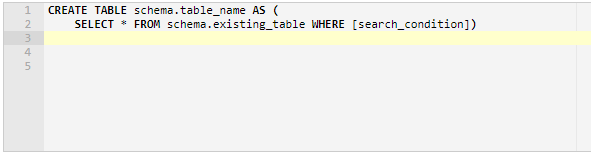 1 CREATE TABLE schema.table_name AS (
2 SELECT * FROM schema.existing_table WHERE [search_condition])
3
4
5